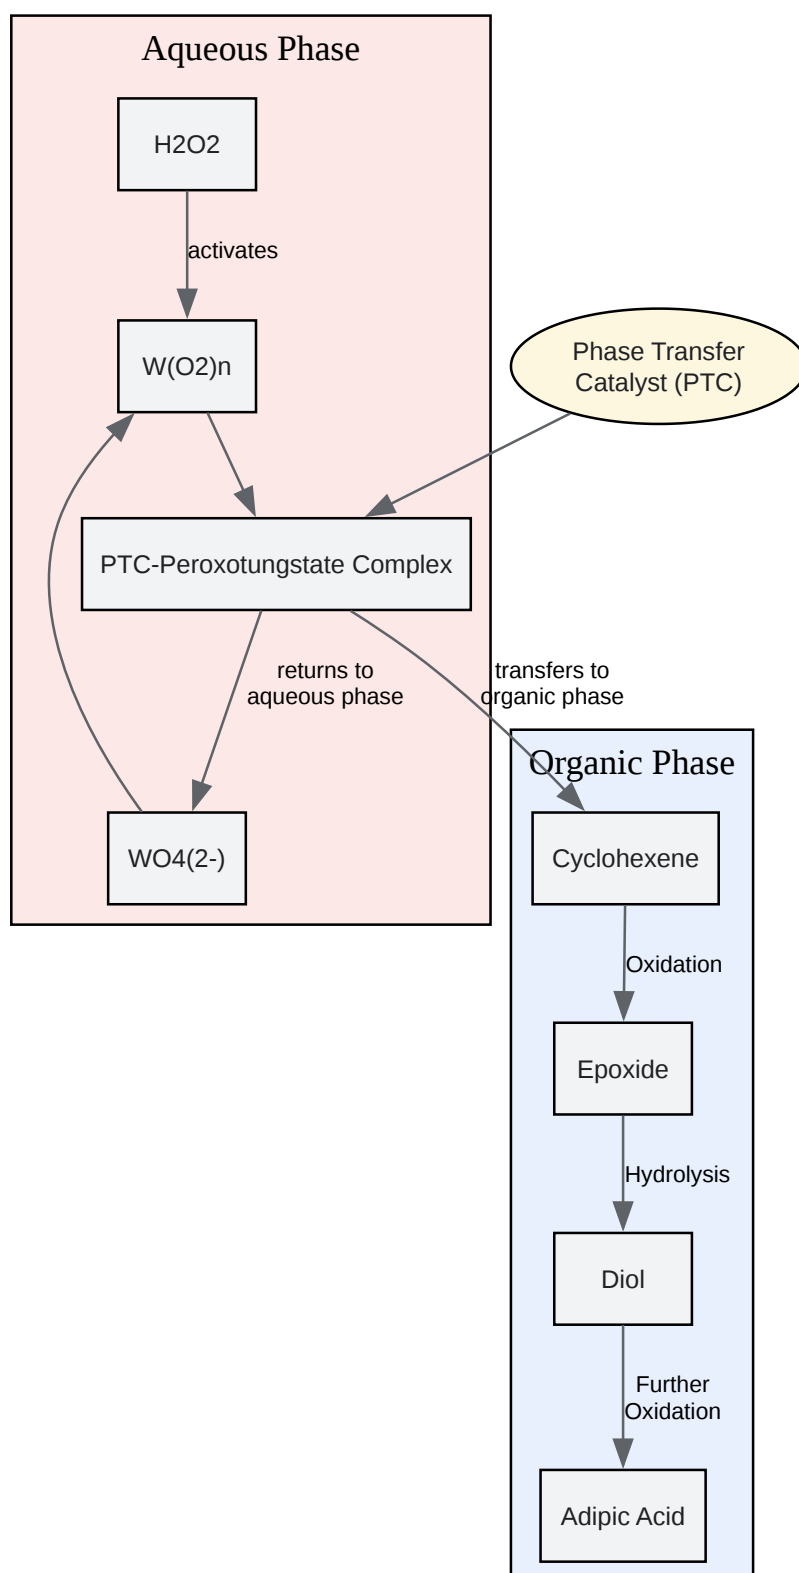 Aqueous Phase
H2O2
activates
W(O2)n
Phase Transfer
Catalyst (PTC)
PTC-Peroxotungstate Complex
returns to
aqueous phase
transfers to
organic phase
Organic Phase
WO4(2-)
Cyclohexene
Oxidation
Epoxide
Hydrolysis
Diol
Further
Oxidation
Adipic Acid